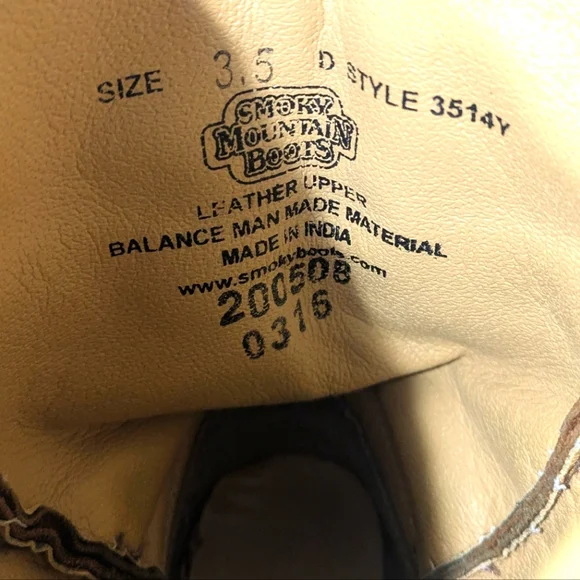 SIZE 3.5 D STYLE 3514Y
SMOKY
MOUNTAIN
BOOTS
LEATHER UPPER
BALANCE MAN MADE MATERIAL
MADE IN INDIA
www.smokyboots.com
200508
0316